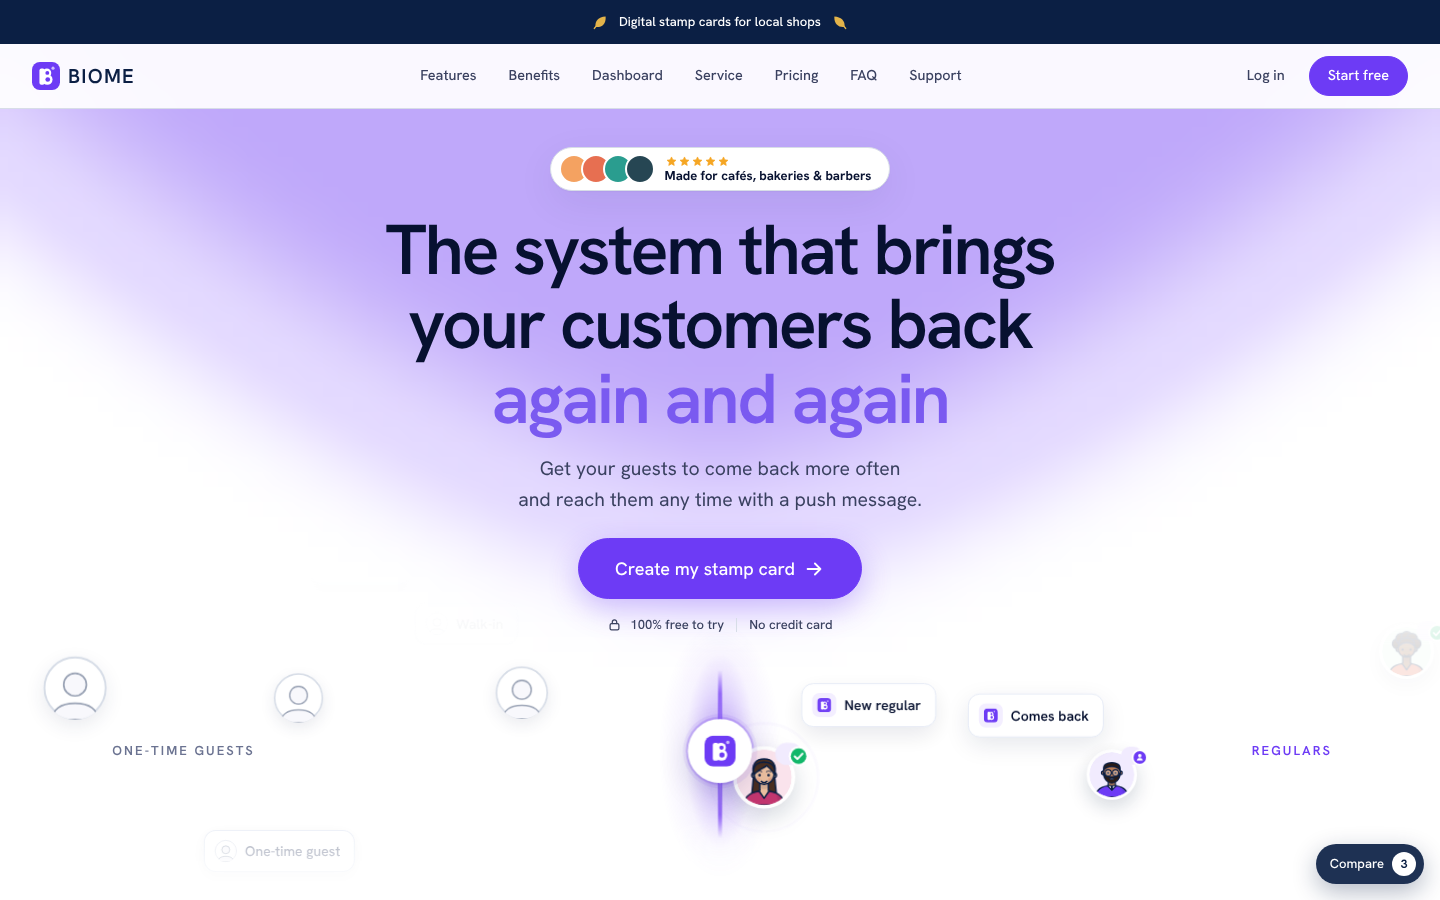 Digital stamp cards for local shops
BIOME
Features
Benefits
Dashboard
Service
Pricing
FAQ
Support
Log in
Start free
Made for cafés, bakeries & barbers
The system that brings
your customers back
again and again
Get your guests to come back more often
and reach them any time with a push message.
Create my stamp card
Walk-in
100% free to try
No credit card
New regular
Comes back
ONE-TIME GUESTS
REGULARS
One-time guest
Compare 3